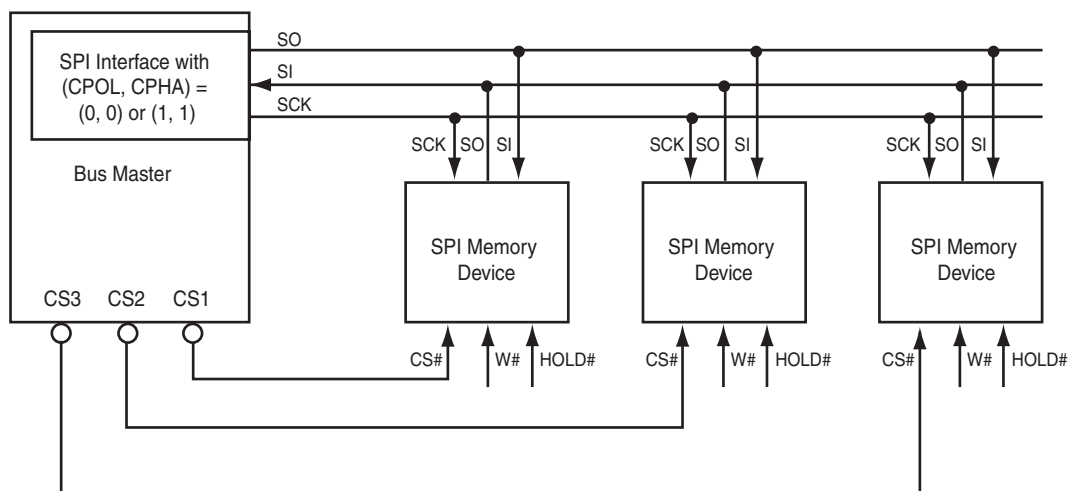 SO
SPI Interface with
(CPOL, CPHA) =
(0, 0) or (1, 1)
SI
SCK
Bus Master
SCK SO SI
SCK SO SI
SCK SO SI
SPI Memory
Device
SPI Memory
Device
SPI Memory
Device
CS3 CS2 CS1
CS# W# HOLD#
CS# W# HOLD#
CS# W# HOLD#